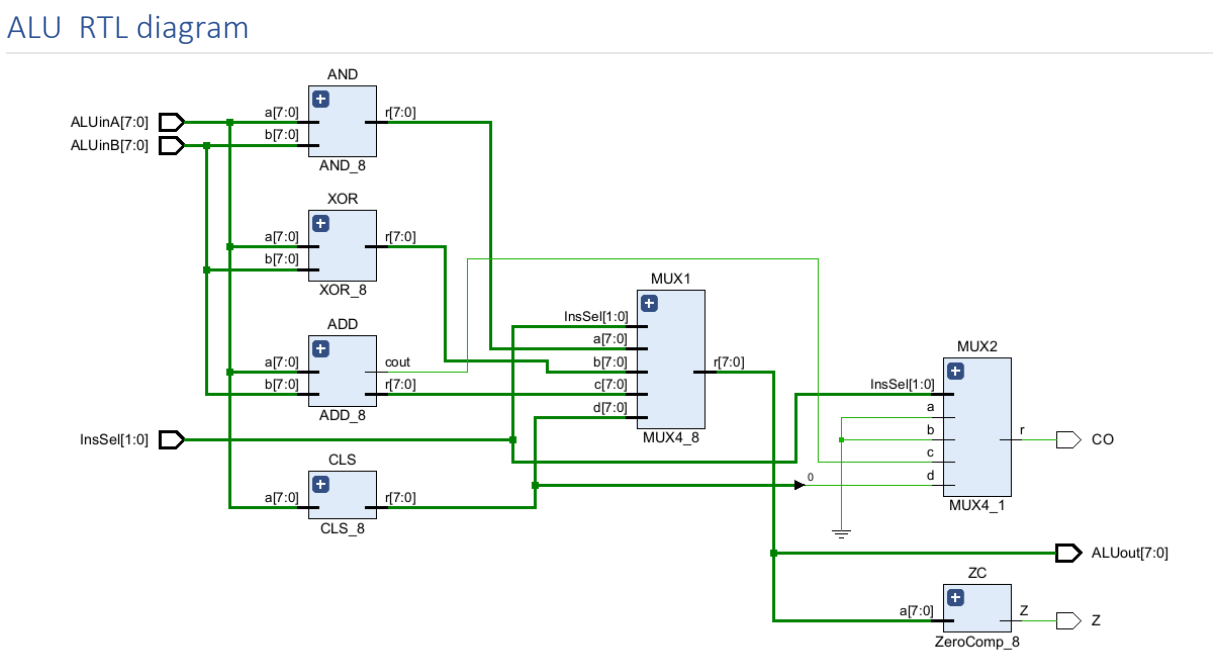 ALU RTL diagram
AND
ALUinA[7:0]
a[7:0]
r[7:0]
ALUinB[7:0]
b[7:0]
AND_8
XOR
a[7:0]
r[7:0]
b[7:0]
XOR_8
ADD
a[7:0]
cout
b[7:0]
r[7:0]
ADD_8
InsSel[1:0]
CLS
a[7:0]
r[7:0]
CLS_8
MUX1
InsSel[1:0]
a[7:0]
b[7:0]
r[7:0]
c[7:0]
d[7:0]
MUX4_8
MUX2
InsSel[1:0]
a
b
r
CO
c
0
d
MUX4_1
ALUout[7:0]
ZC
a[7:0]
Z
Z
ZeroComp_8